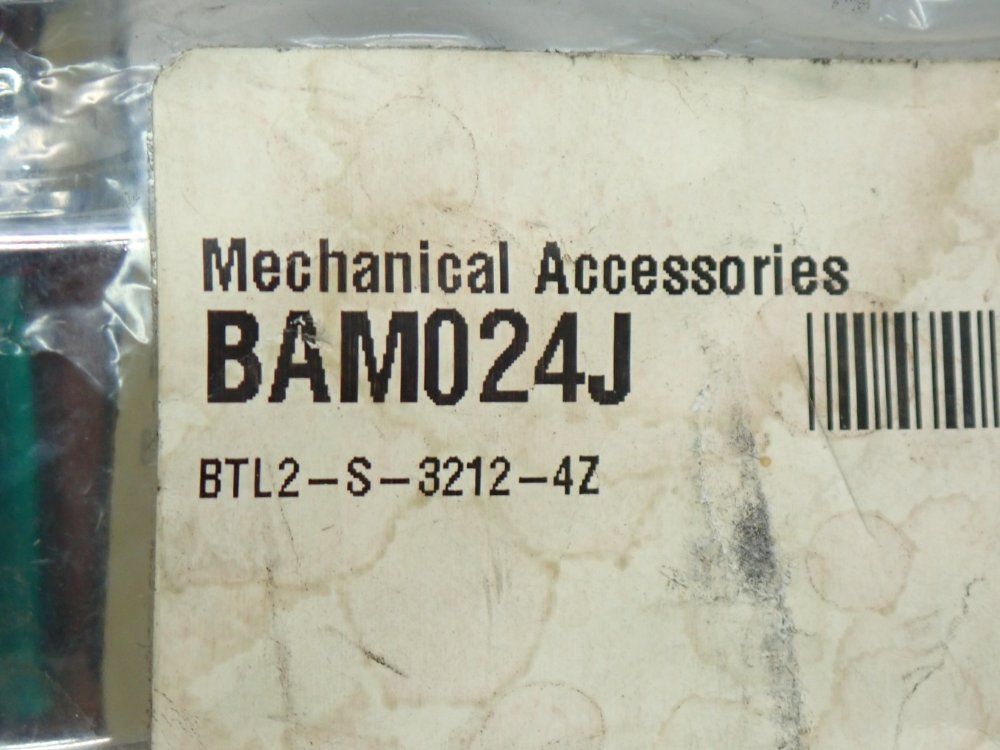 Mechanical Accessories
BAM024J
BTL2-S-3212-4Z